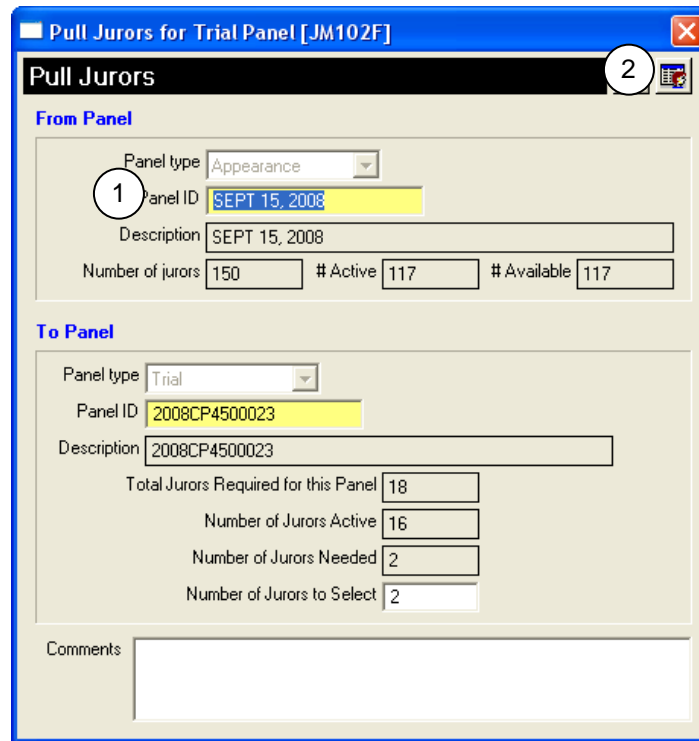 Pull Jurors for Trial Panel [JM102F]
Pull Jurors 2
From Panel
Panel type Appearance
1 Panel ID SEPT 15, 2008
Description SEPT 15, 2008
Number of jurors 150 # Active 117 # Available 117
To Panel
Panel type Trial
Panel ID 2008CP4500023
Description 2008CP4500023
Total Jurors Required for this Panel 18
Number of Jurors Active 16
Number of Jurors Needed 2
Number of Jurors to Select 2
Comments